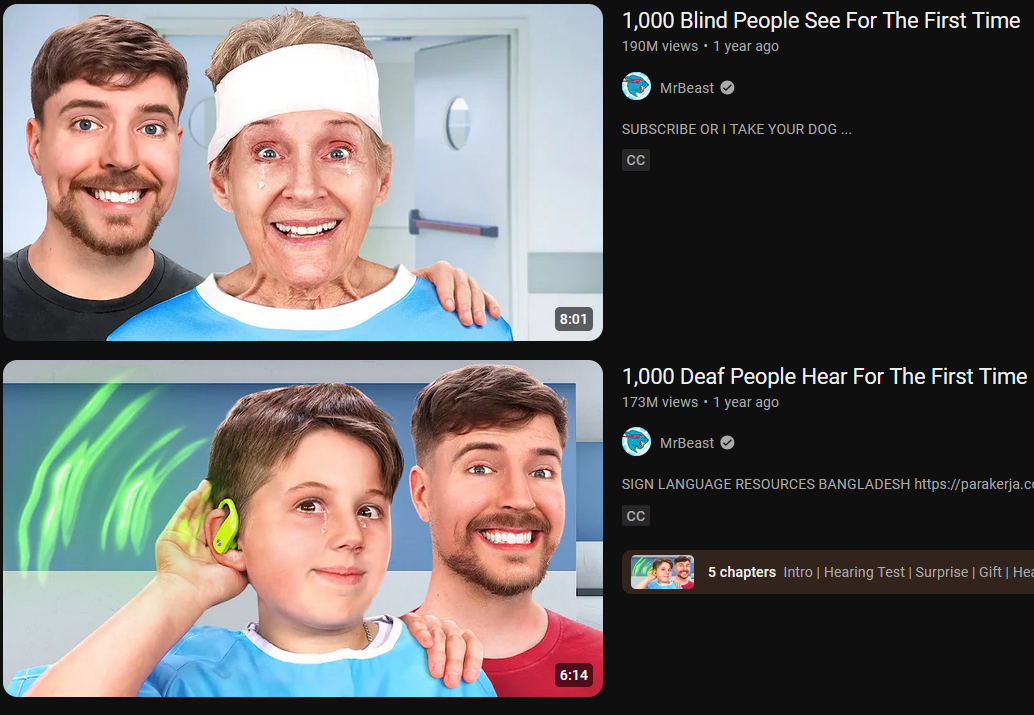 1,000 Blind People See For The First Time
190M views • 1 year ago
MrBeast
SUBSCRIBE OR I TAKE YOUR DOG ...
CC
8:01
1,000 Deaf People Hear For The First Time
173M views • 1 year ago
MrBeast
SIGN LANGUAGE RESOURCES BANGLADESH https://parakerja.co
CC
5 chapters Intro | Hearing Test | Surprise | Gift | Hea
6:14